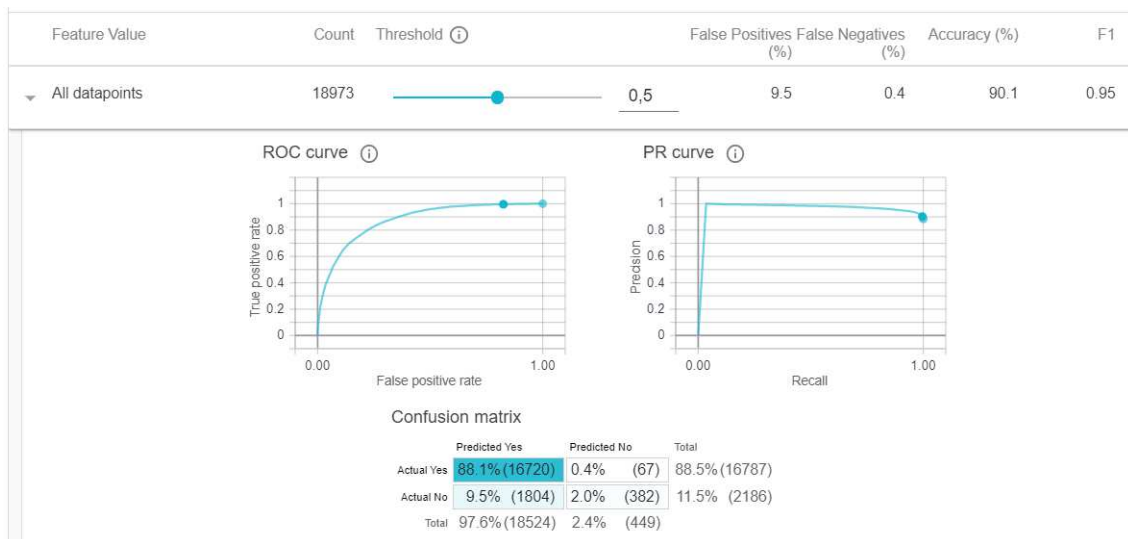 Feature Value Count Threshold ⓘ False Positives (%) False Negatives (%) Accuracy (%) F1
All datapoints 18973 0,5 9.5 0.4 90.1 0.95
ROC curve ⓘ
1
0.8
0.6
0.4
0.2
0
True positive rate
0.00 1.00
False positive rate
PR curve ⓘ
1
0.8
0.6
0.4
0.2
0
Precision
0.00 1.00
Recall
Confusion matrix
Predicted Yes Predicted No Total
Actual Yes 88.1% (16720) 0.4% (67) 88.5% (16787)
Actual No 9.5% (1804) 2.0% (382) 11.5% (2186)
Total 97.6% (18524) 2.4% (449)